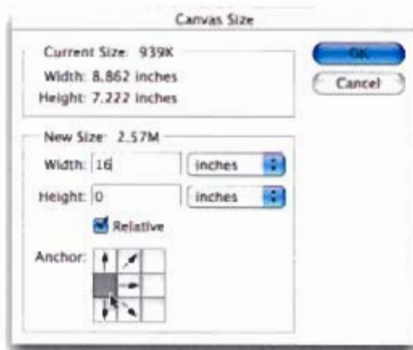 Canvas Size
Current Size: 939K
Width: 8.862 inches
Height: 7.222 inches
OK
Cancel
New Size: 2.57M
Width: 16 inches
Height: 0 inches
Relative
Anchor: